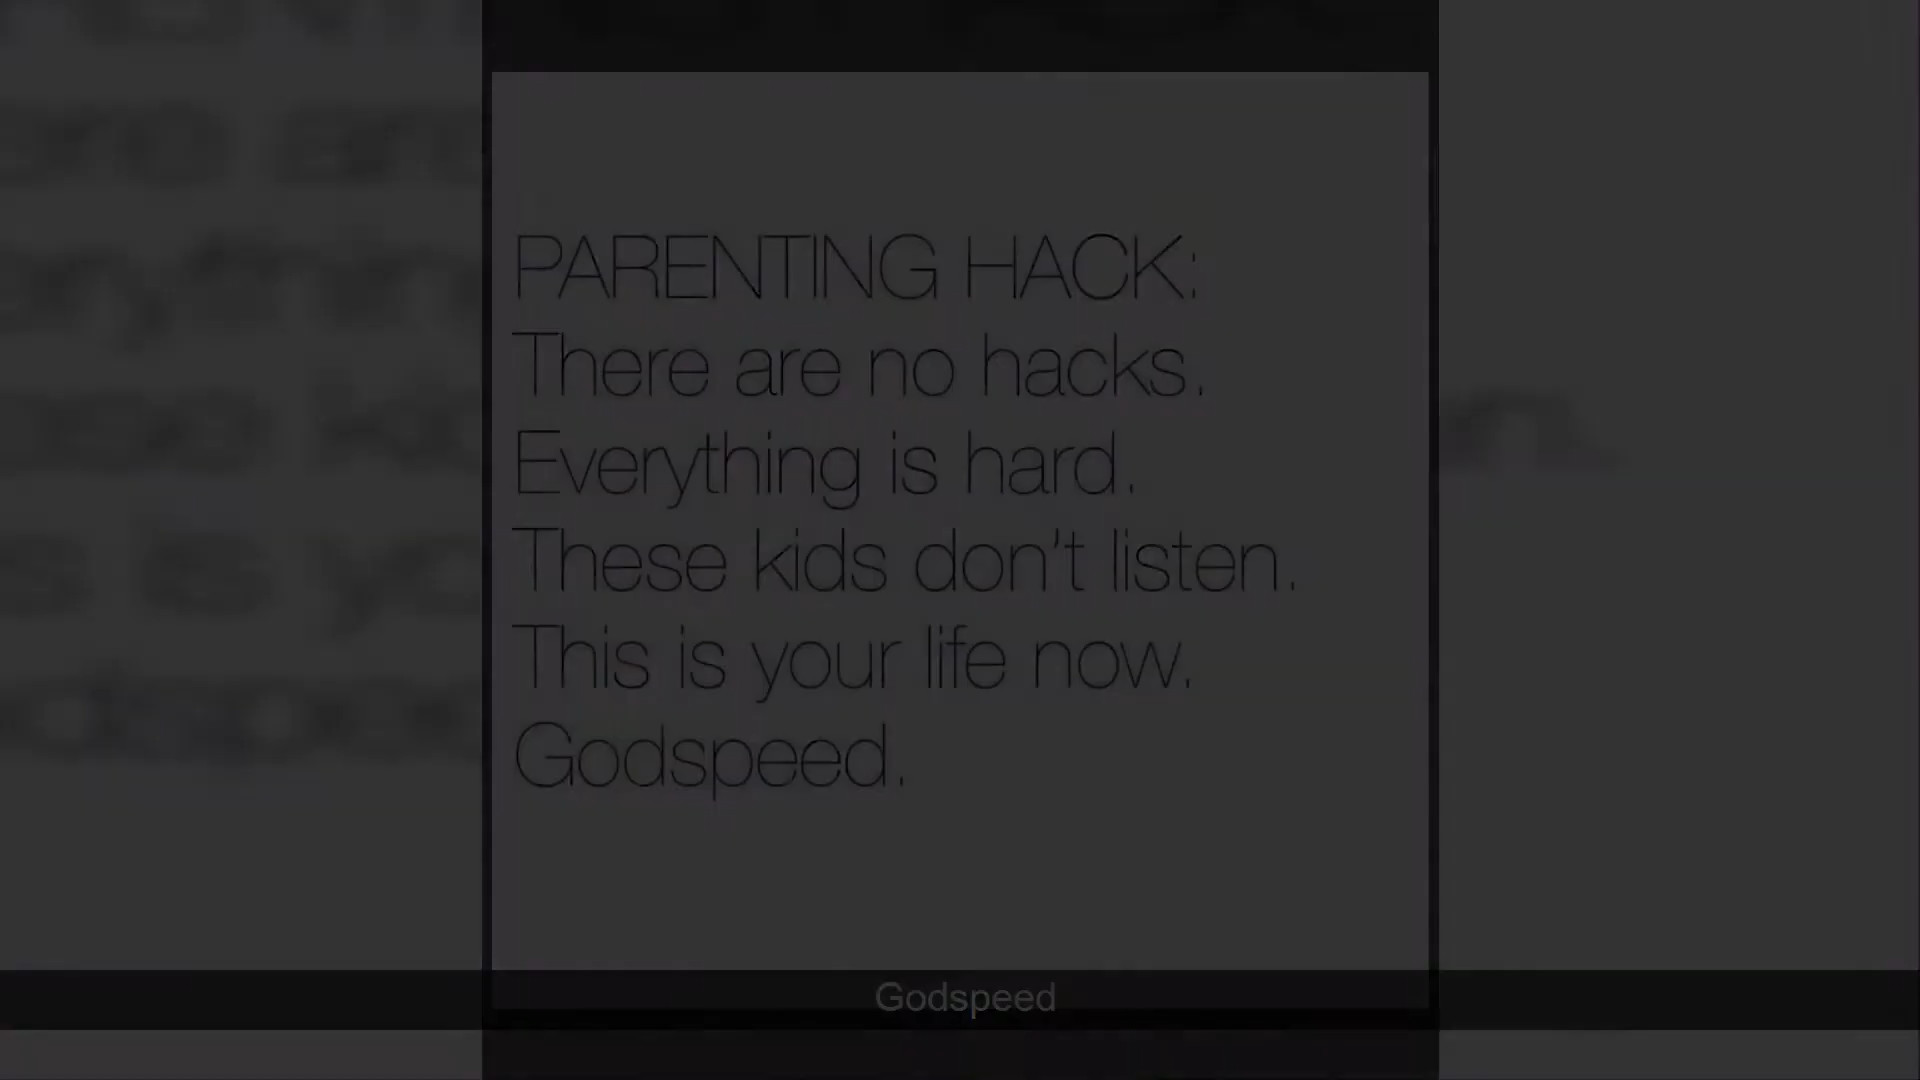 PARENTING HACK:
There are no hacks.
Everything is hard.
These kids don't listen.
This is your life now.
Godspeed.
Godspeed